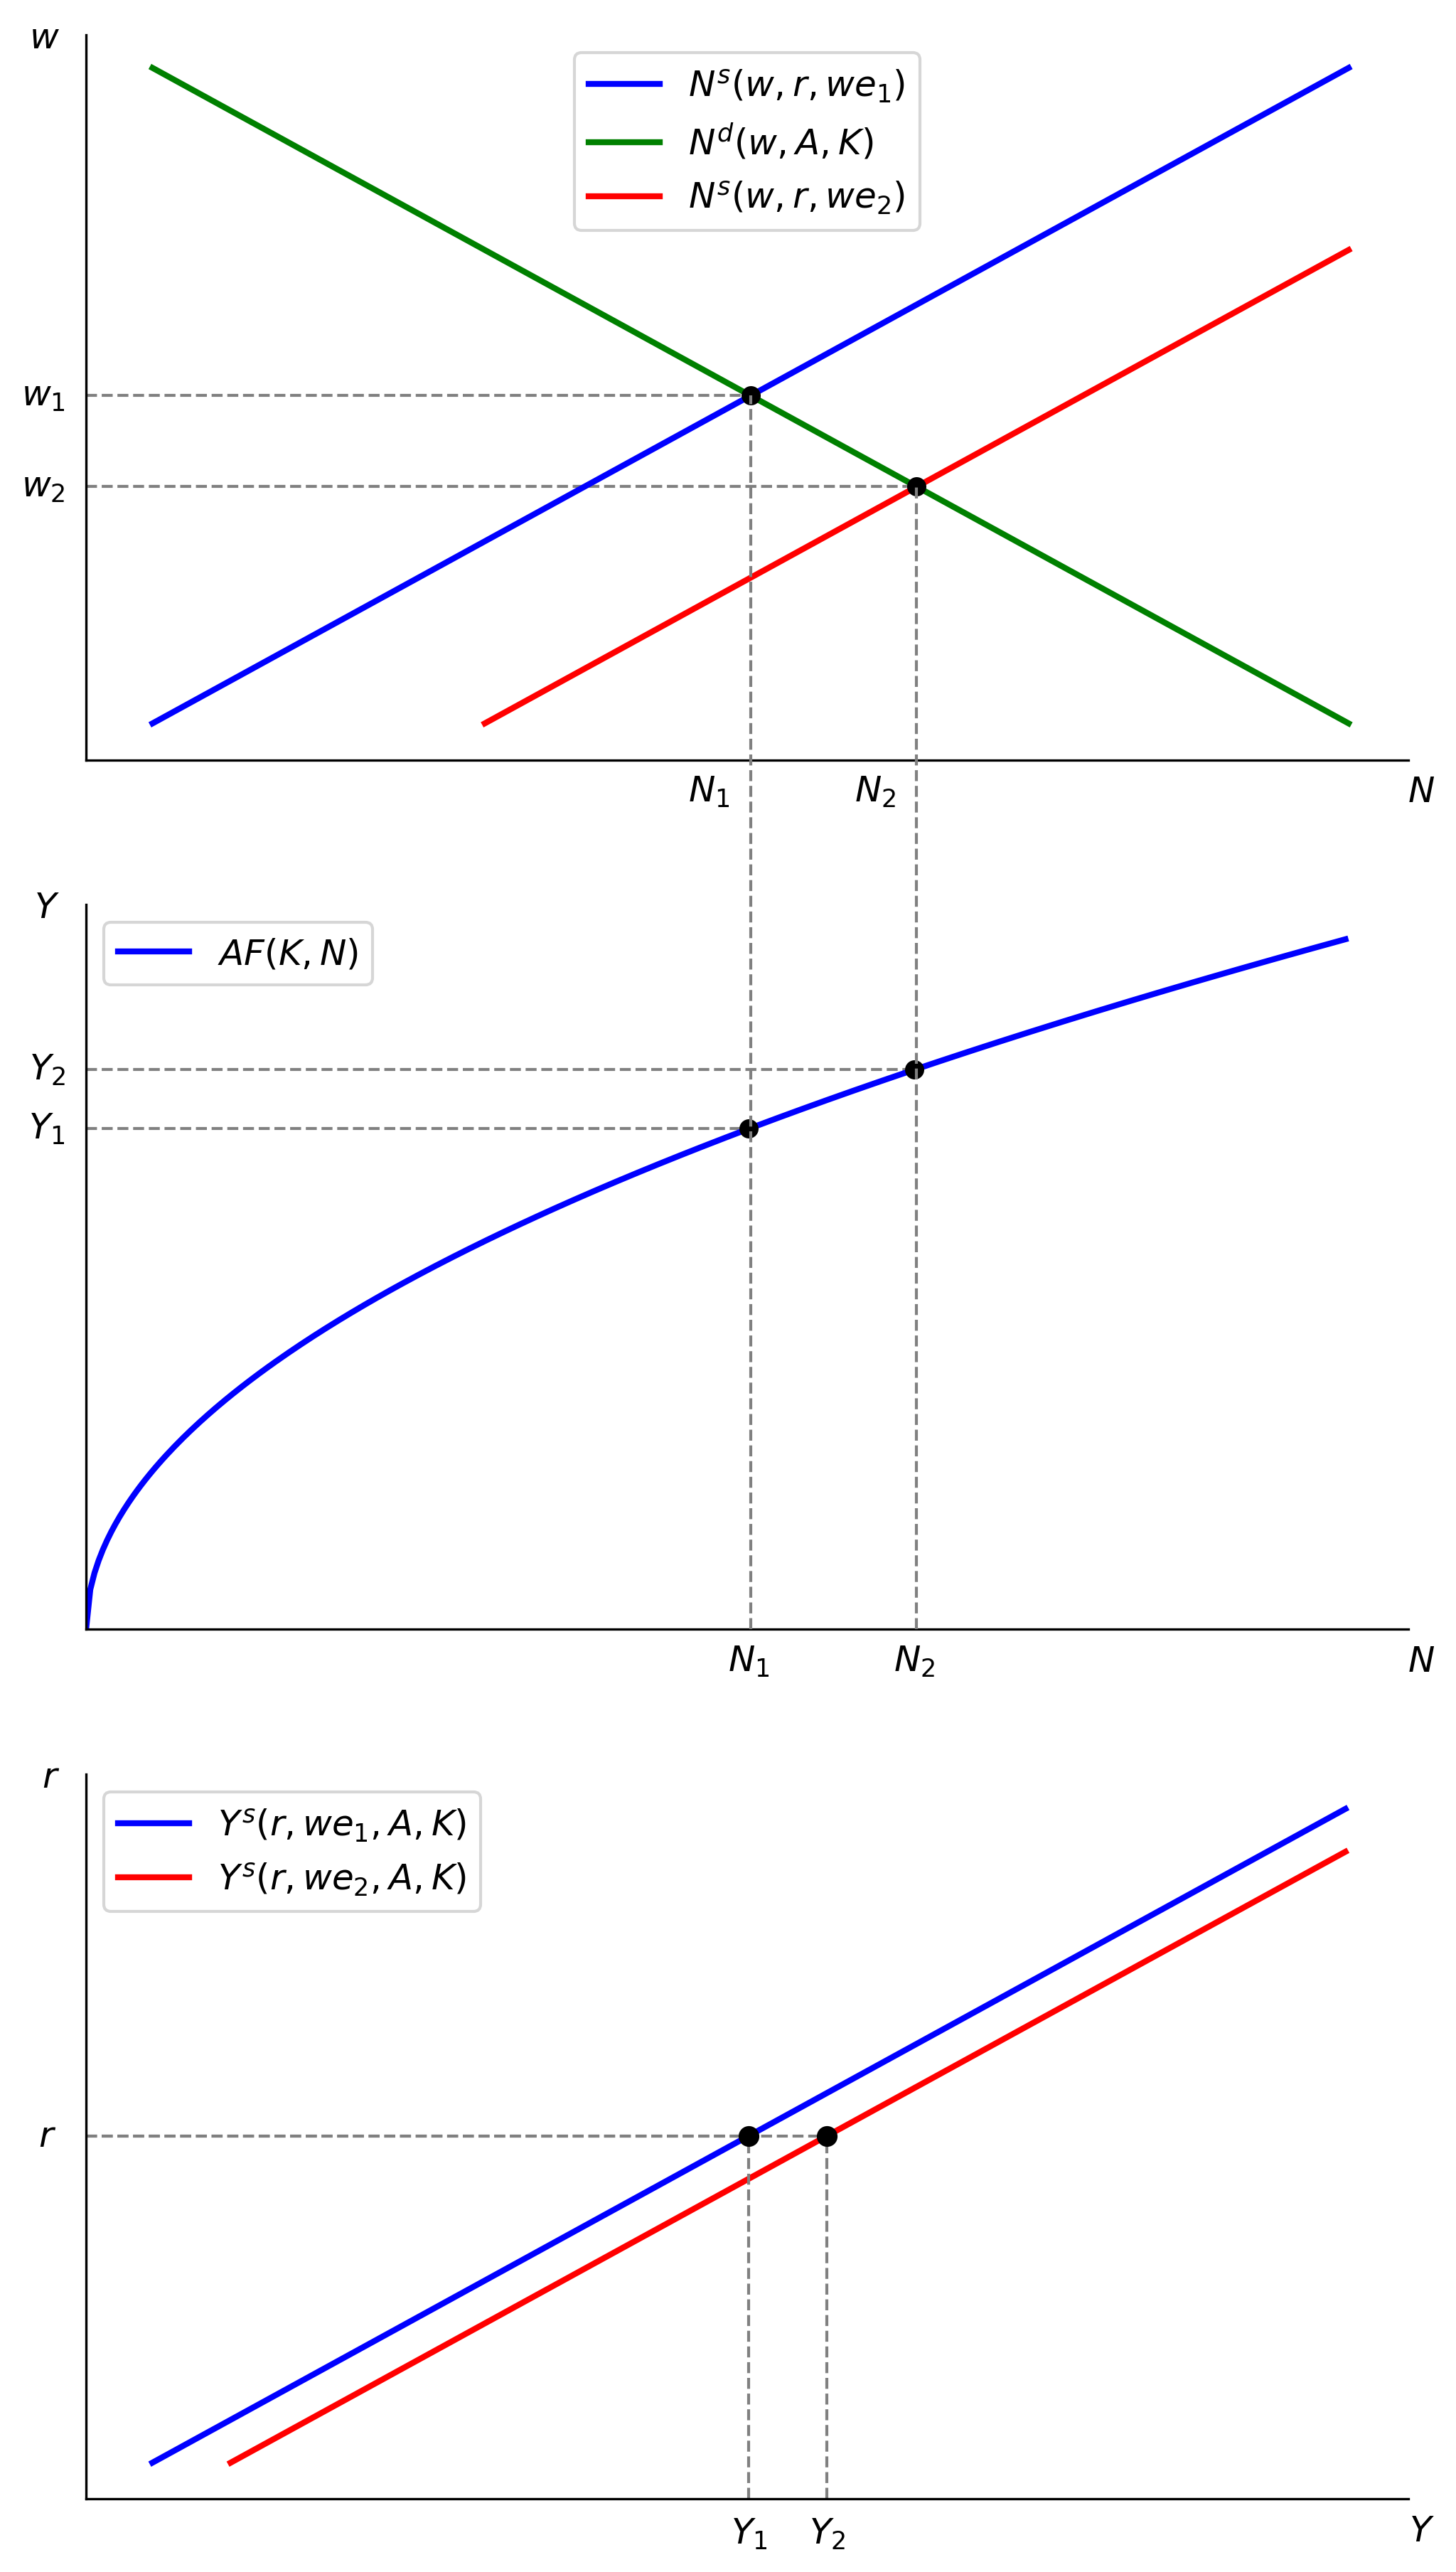 w
N^s(w, r, we_1)
N^d(w, A, K)
N^s(w, r, we_2)
w_1
w_2
N_1
N_2
N
Y
AF(K, N)
Y_2
Y_1
N_1
N_2
N
r
Y^s(r, we_1, A, K)
Y^s(r, we_2, A, K)
r
Y_1
Y_2
Y